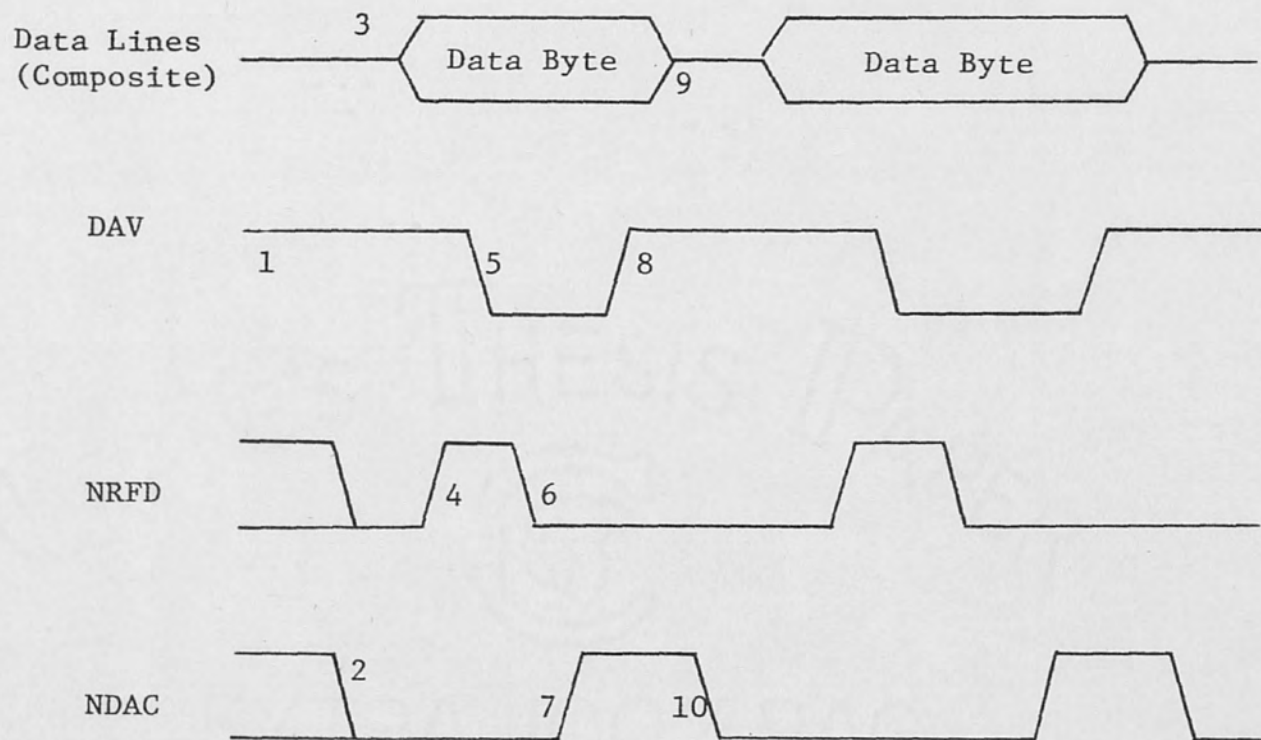 3
Data Lines
(Composite)
Data Byte
9
Data Byte
DAV
1
5
8
NRFD
4
6
2
NDAC
7
10